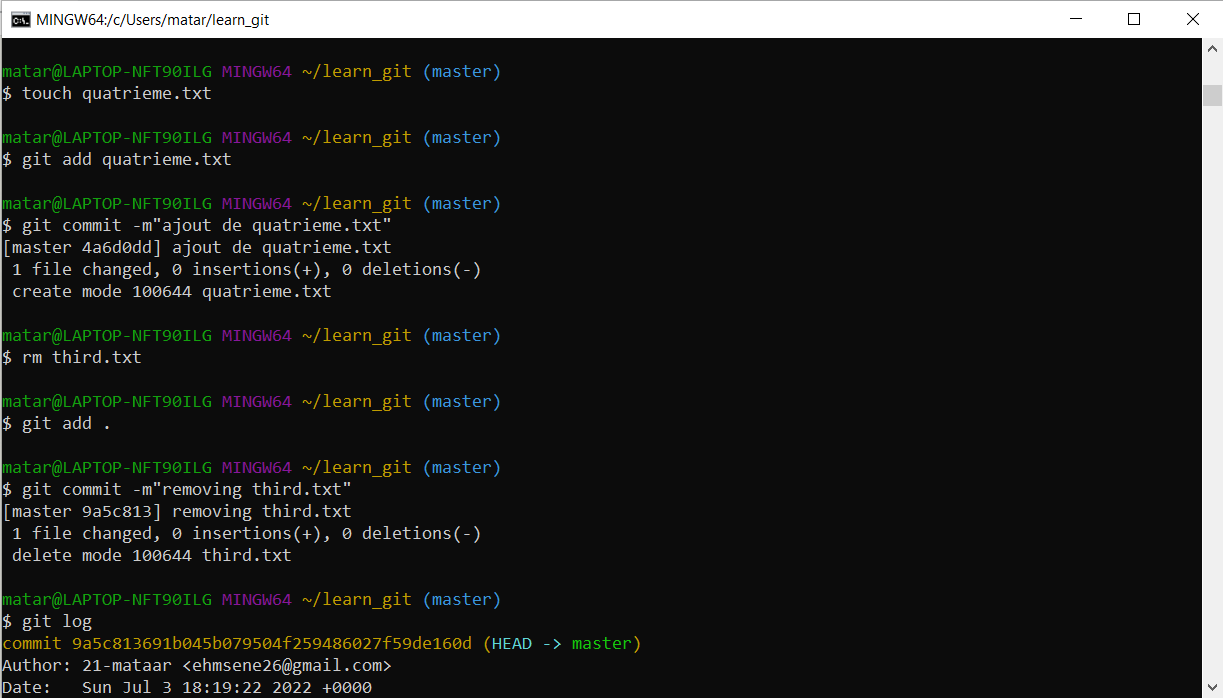 MINGW64:/c/Users/matar/learn_git
matar@LAPTOP-NFT90ILG MINGW64 ~/learn_git (master)
$ touch quatrieme.txt
matar@LAPTOP-NFT90ILG MINGW64 ~/learn_git (master)
$ git add quatrieme.txt
matar@LAPTOP-NFT90ILG MINGW64 ~/learn_git (master)
$ git commit -m"ajout de quatrieme.txt"
[master 4a6d0dd] ajout de quatrieme.txt
 1 file changed, 0 insertions(+), 0 deletions(-)
 create mode 100644 quatrieme.txt
matar@LAPTOP-NFT90ILG MINGW64 ~/learn_git (master)
$ rm third.txt
matar@LAPTOP-NFT90ILG MINGW64 ~/learn_git (master)
$ git add .
matar@LAPTOP-NFT90ILG MINGW64 ~/learn_git (master)
$ git commit -m"removing third.txt"
[master 9a5c813] removing third.txt
 1 file changed, 0 insertions(+), 0 deletions(-)
 delete mode 100644 third.txt
matar@LAPTOP-NFT90ILG MINGW64 ~/learn_git (master)
$ git log
commit 9a5c813691b045b079504f259486027f59de160d (HEAD -> master)
Author: 21-mataar <ehmsene26@gmail.com>
Date:   Sun Jul 3 18:19:22 2022 +0000